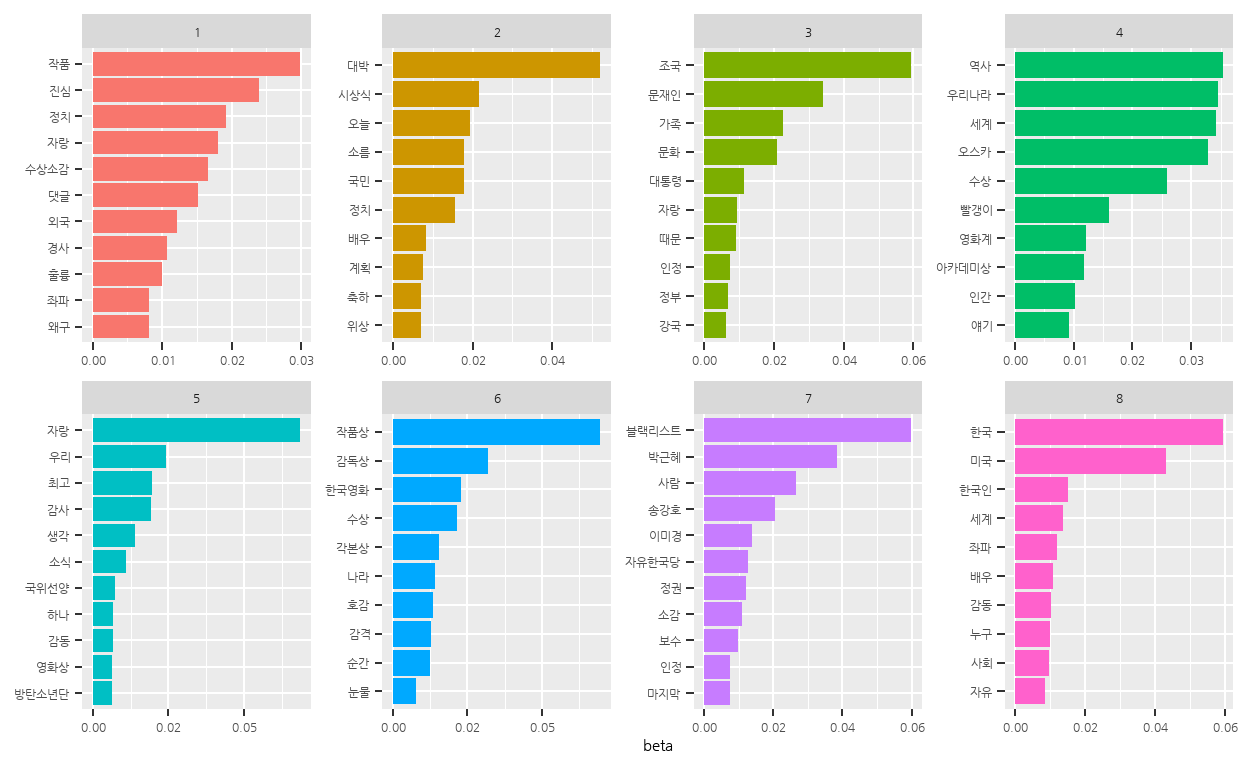 1
작품
진심
정치
자랑
수상소감
댓글
외국
경사
훌륭
좌파
왜구
0.00 0.01 0.02 0.03
2
대박
시상식
오늘
소름
국민
정치
배우
계획
축하
위상
0.00 0.02 0.04
3
조국
문재인
가족
문화
대통령
자랑
때문
인정
정부
강국
0.00 0.02 0.04 0.06
4
역사
우리나라
세계
오스카
수상
빨갱이
영화계
아카데미상
인간
얘기
0.00 0.01 0.02 0.03
5
자랑
우리
최고
감사
생각
소식
국위선양
하나
감동
영화상
방탄소년단
0.00 0.02 0.05
6
작품상
감독상
한국영화
수상
각본상
나라
호감
감격
순간
눈물
0.00 0.02 0.05
7
블랙리스트
박근혜
사람
송강호
이미경
자유한국당
정권
소감
보수
인정
마지막
0.00 0.02 0.04 0.06
8
한국
미국
한국인
세계
좌파
배우
감동
누구
사회
자유
0.00 0.02 0.04 0.06
beta